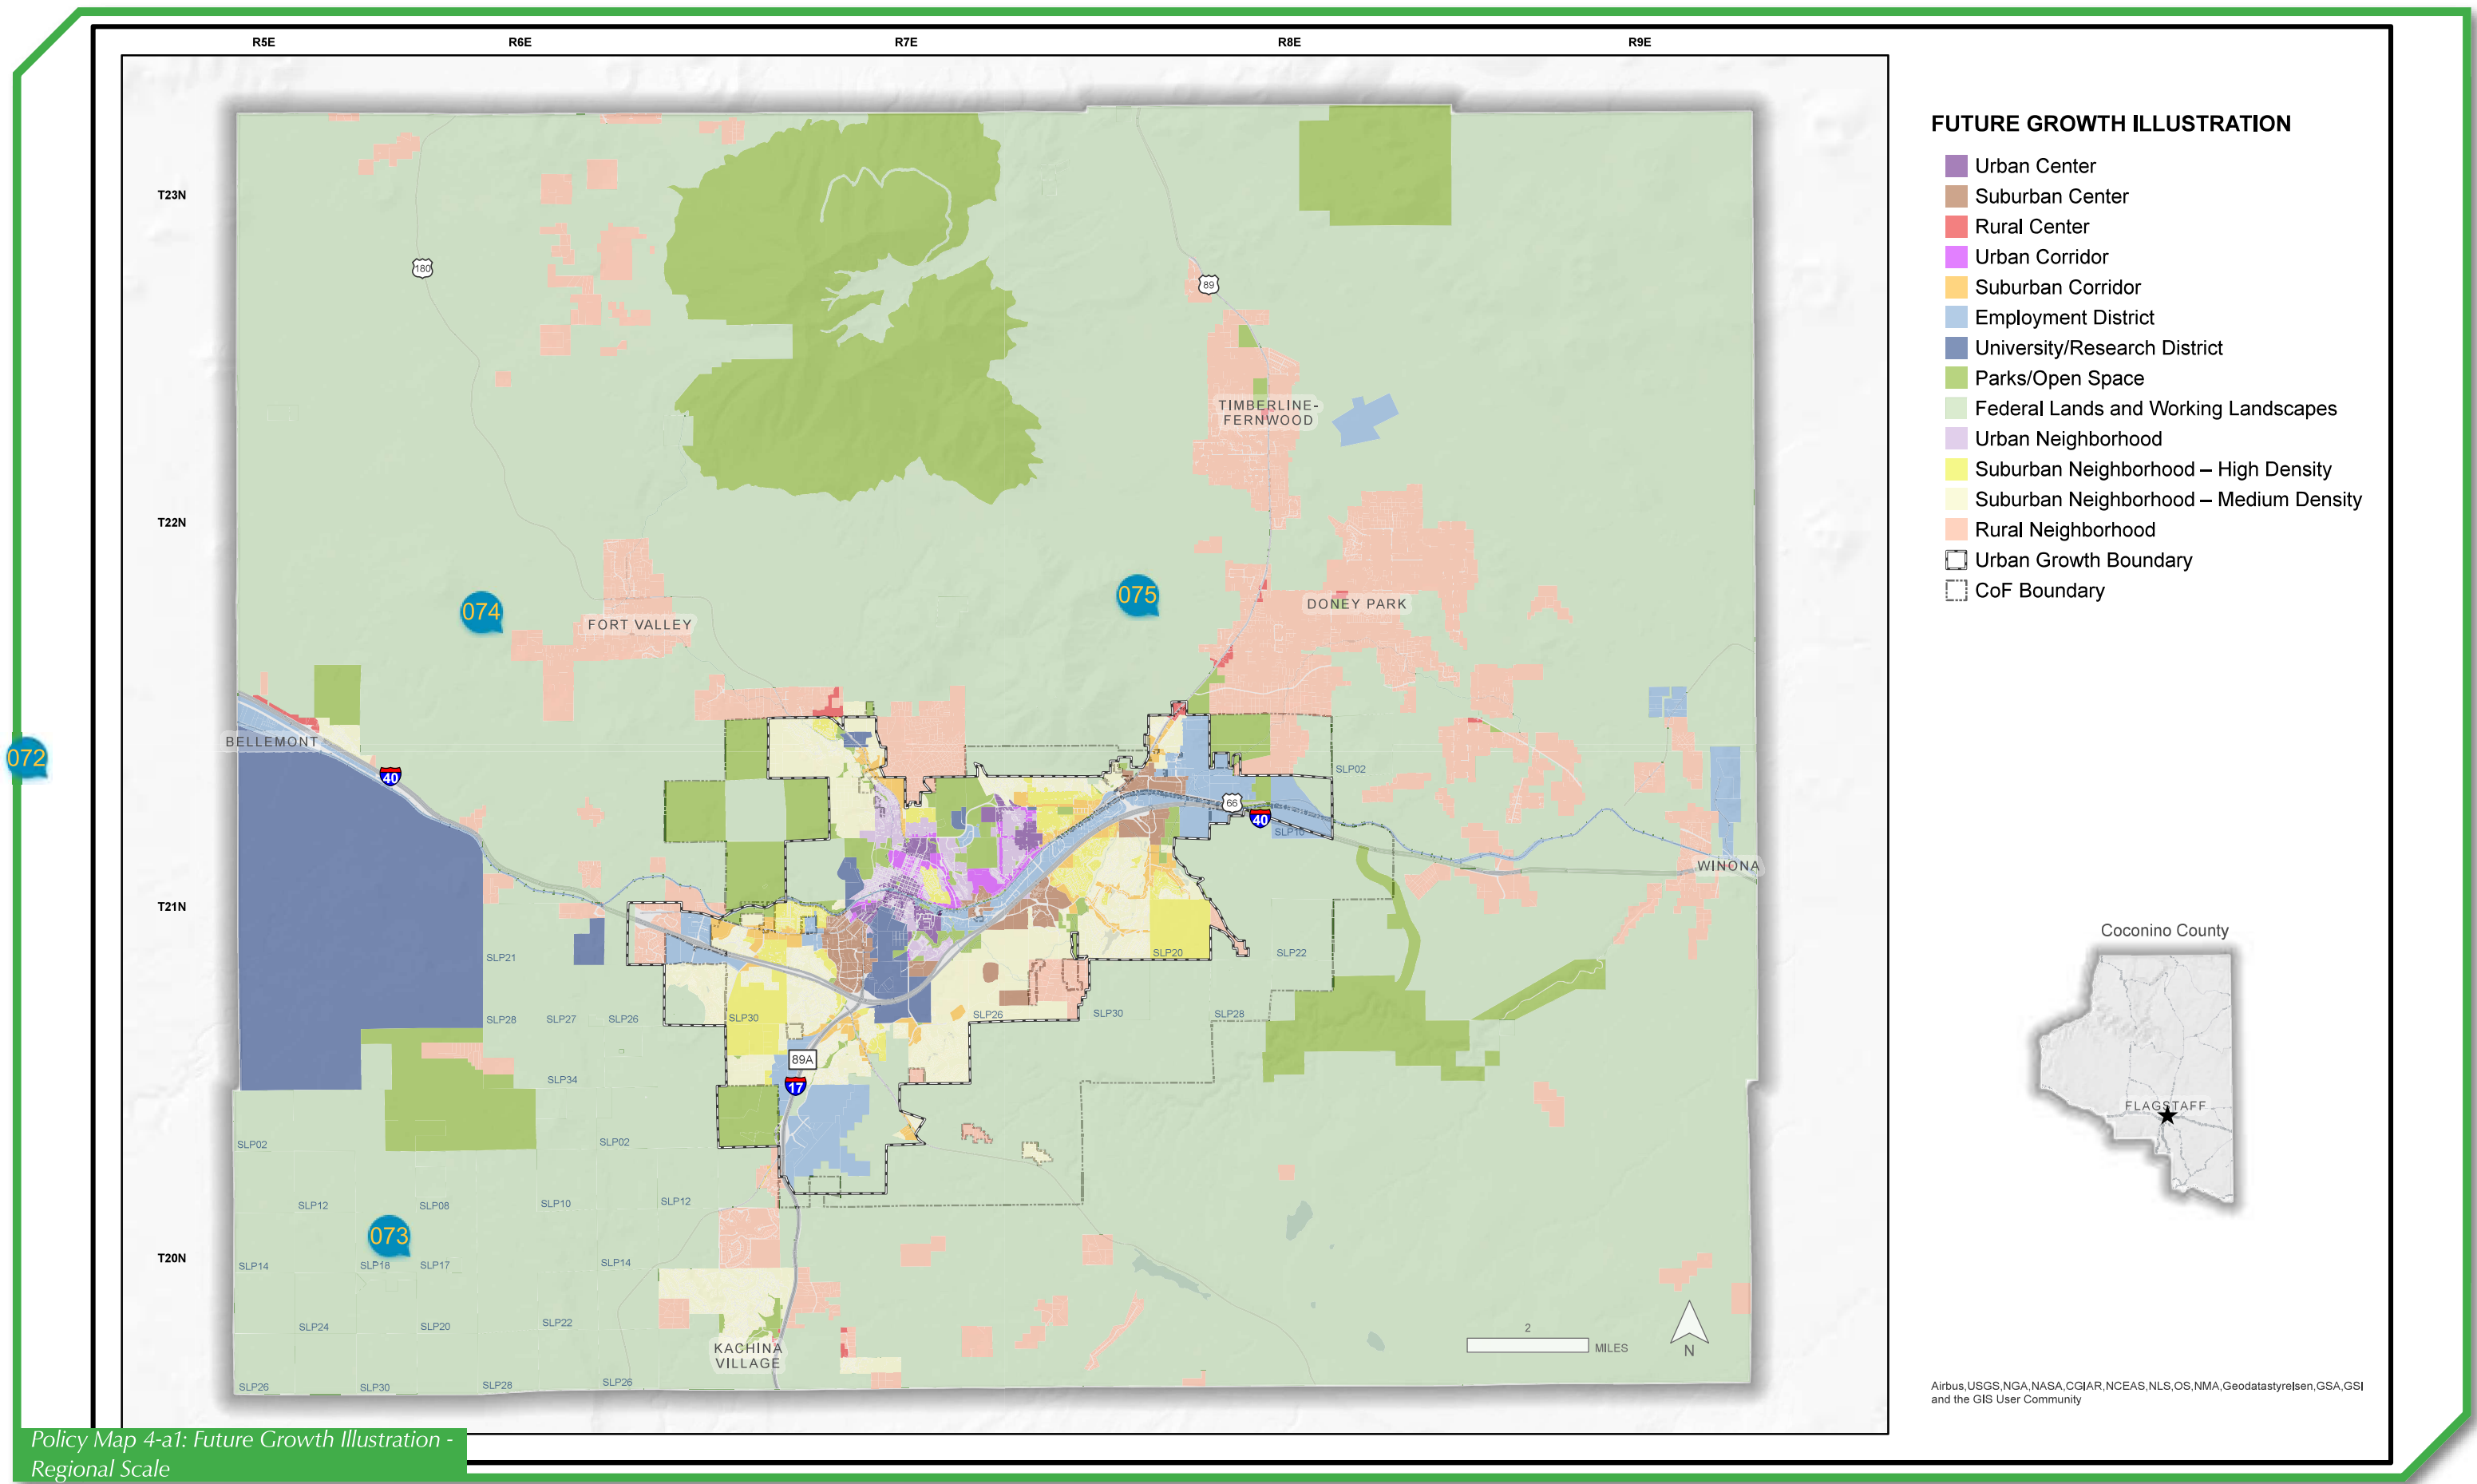 R5E
R6E
R7E
R8E
R9E
T23N
T22N
T21N
T20N
180
89
TIMBERLINE-
FERNWOOD
074
075
FORT VALLEY
DONEY PARK
072
BELLEMONT
40
SLP02
66
40
SLP10
WINONA
SLP21
SLP20
SLP22
SLP28
SLP27
SLP26
SLP30
SLP26
SLP30
SLP28
89A
SLP34
17
SLP02
SLP02
SLP12
SLP08
SLP10
SLP12
073
SLP14
SLP18
SLP17
SLP14
SLP24
SLP20
SLP22
KACHINA
VILLAGE
SLP26
SLP30
SLP28
SLP26
2
MILES
N
FUTURE GROWTH ILLUSTRATION
Urban Center
Suburban Center
Rural Center
Urban Corridor
Suburban Corridor
Employment District
University/Research District
Parks/Open Space
Federal Lands and Working Landscapes
Urban Neighborhood
Suburban Neighborhood – High Density
Suburban Neighborhood – Medium Density
Rural Neighborhood
Urban Growth Boundary
CoF Boundary
Coconino County
FLAGSTAFF
Airbus,USGS,NGA,NASA,CGIAR,NCEAS,NLS,OS,NMA,Geodatastyrelsen,GSA,GSI
and the GIS User Community
Policy Map 4-a1: Future Growth Illustration -
Regional Scale